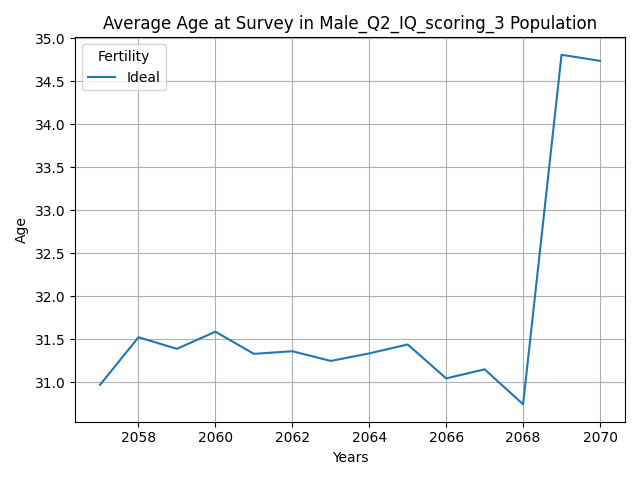 Average Age at Survey in Male_Q2_IQ_scoring_3 Population
Fertility
Ideal
35.0
34.5
34.0
33.5
33.0
32.5
32.0
31.5
31.0
Age
2058 2060 2062 2064 2066 2068 2070
Years